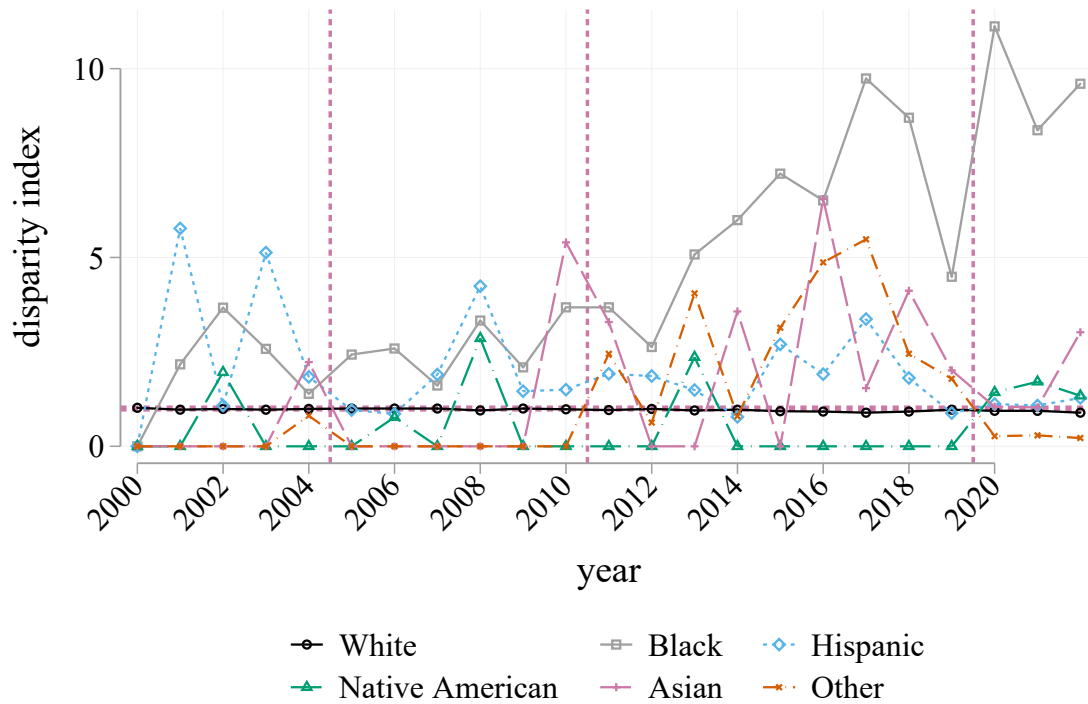 10
5
0
disparity index
2000 2002 2004 2006 2008 2010 2012 2014 2016 2018 2020
year
White Black Hispanic
Native American Asian Other